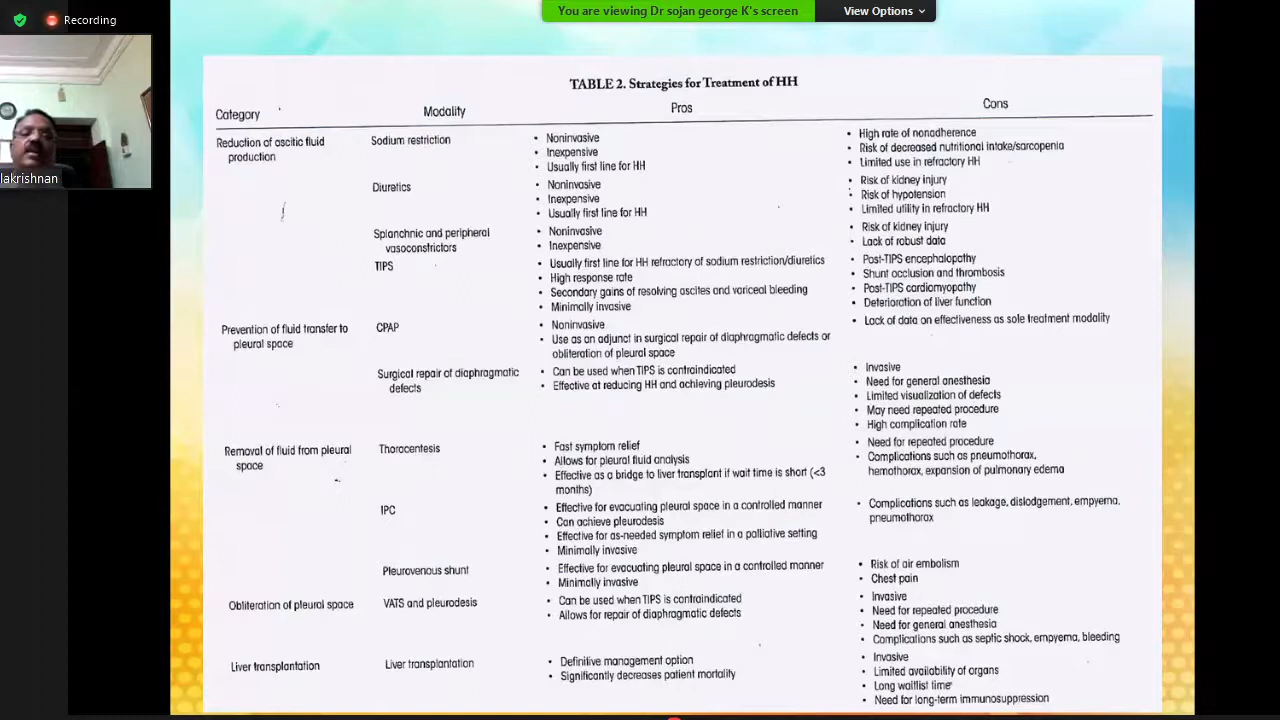 Recording
You are viewing Dr sojan george K's screen
View Options
lakrishnan
TABLE 2. Strategies for Treatment of HH
Category Modality Pros Cons
Reduction of ascitic fluid
production
Sodium restriction
• Noninvasive
• Inexpensive
• Usually first line for HH
• High rate of nonadherence
• Risk of decreased nutritional intake/sarcopenia
• Limited use in refractory HH
Diuretics
• Noninvasive
• Inexpensive
• Usually first line for HH
• Risk of kidney injury
• Risk of hypotension
• Limited utility in refractory HH
Splanchnic and peripheral
vasoconstrictors
• Noninvasive
• Inexpensive
• Risk of kidney injury
• Lack of robust data
TIPS
• Usually first line for HH refractory of sodium restriction/diuretics
• High response rate
• Secondary gains of resolving ascites and variceal bleeding
• Minimally invasive
• Post-TIPS encephalopathy
• Shunt occlusion and thrombosis
• Post-TIPS cardiomyopathy
• Deterioration of liver function
Prevention of fluid transfer to
pleural space
CPAP
• Noninvasive
• Use as an adjunct in surgical repair of diaphragmatic defects or
obliteration of pleural space
• Lack of data on effectiveness as sole treatment modality
Surgical repair of diaphragmatic
defects
• Can be used when TIPS is contraindicated
• Effective at reducing HH and achieving pleurodesis
• Invasive
• Need for general anesthesia
• Limited visualization of defects
• May need repeated procedure
• High complication rate
Removal of fluid from pleural
space
Thoracentesis
• Fast symptom relief
• Allows for pleural fluid analysis
• Effective as a bridge to liver transplant if wait time is short (<3
months)
• Need for repeated procedure
• Complications such as pneumothorax,
hemothorax, expansion of pulmonary edema
IPC
• Effective for evacuating pleural space in a controlled manner
• Can achieve pleurodesis
• Effective for as-needed symptom relief in a palliative setting
• Minimally invasive
• Complications such as leakage, dislodgement, empyema,
pneumothorax
Pleurovenous shunt
• Effective for evacuating pleural space in a controlled manner
• Minimally invasive
• Risk of air embolism
• Chest pain
Obliteration of pleural space
VATS and pleurodesis
• Can be used when TIPS is contraindicated
• Allows for repair of diaphragmatic defects
• Invasive
• Need for repeated procedure
• Need for general anesthesia
• Complications such as septic shock, empyema, bleeding
Liver transplantation
Liver transplantation
• Definitive management option
• Significantly decreases patient mortality
• Invasive
• Limited availability of organs
• Long waitlist time
• Need for long-term immunosuppression